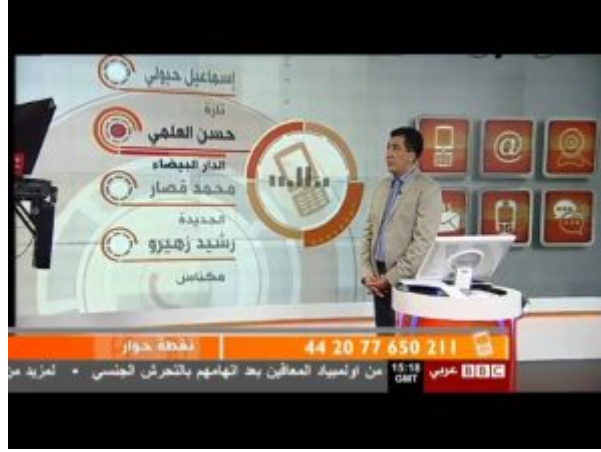 إسماعيل حيولي
تازة
حسن العلمي
الدار البيضاء
محمد قصار
الجديدة
رشيد زهيرو
مكناس
@
44 20 77 650 211
نقطة حوار
BBC عربي
15:18
GMT
من اولمبياد المعاقين بعد اتهامهم بالتحرش الجنسي • لمزيد من